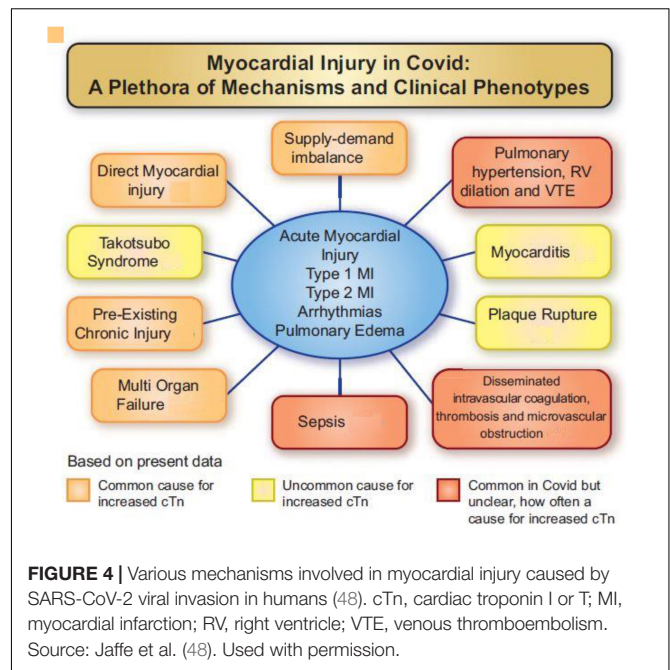 Myocardial Injury in Covid:
A Plethora of Mechanisms and Clinical Phenotypes
Supply-demand
imbalance
Direct Myocardial
injury
Pulmonary
hypertension, RV
dilation and VTE
Takotsubo
Syndrome
Acute Myocardial
Injury
Type 1 MI
Type 2 MI
Arrhythmias
Pulmonary Edema
Myocarditis
Pre-Existing
Chronic Injury
Plaque Rupture
Multi Organ
Failure
Sepsis
Disseminated
intravascular coagulation,
thrombosis and microvascular
obstruction
Based on present data
Common cause for
increased cTn
Uncommon cause for
increased cTn
Common in Covid but
unclear, how often a
cause for increased cTn
FIGURE 4 | Various mechanisms involved in myocardial injury caused by
SARS-CoV-2 viral invasion in humans (48). cTn, cardiac troponin I or T; MI,
myocardial infarction; RV, right ventricle; VTE, venous thromboembolism.
Source: Jaffe et al. (48). Used with permission.